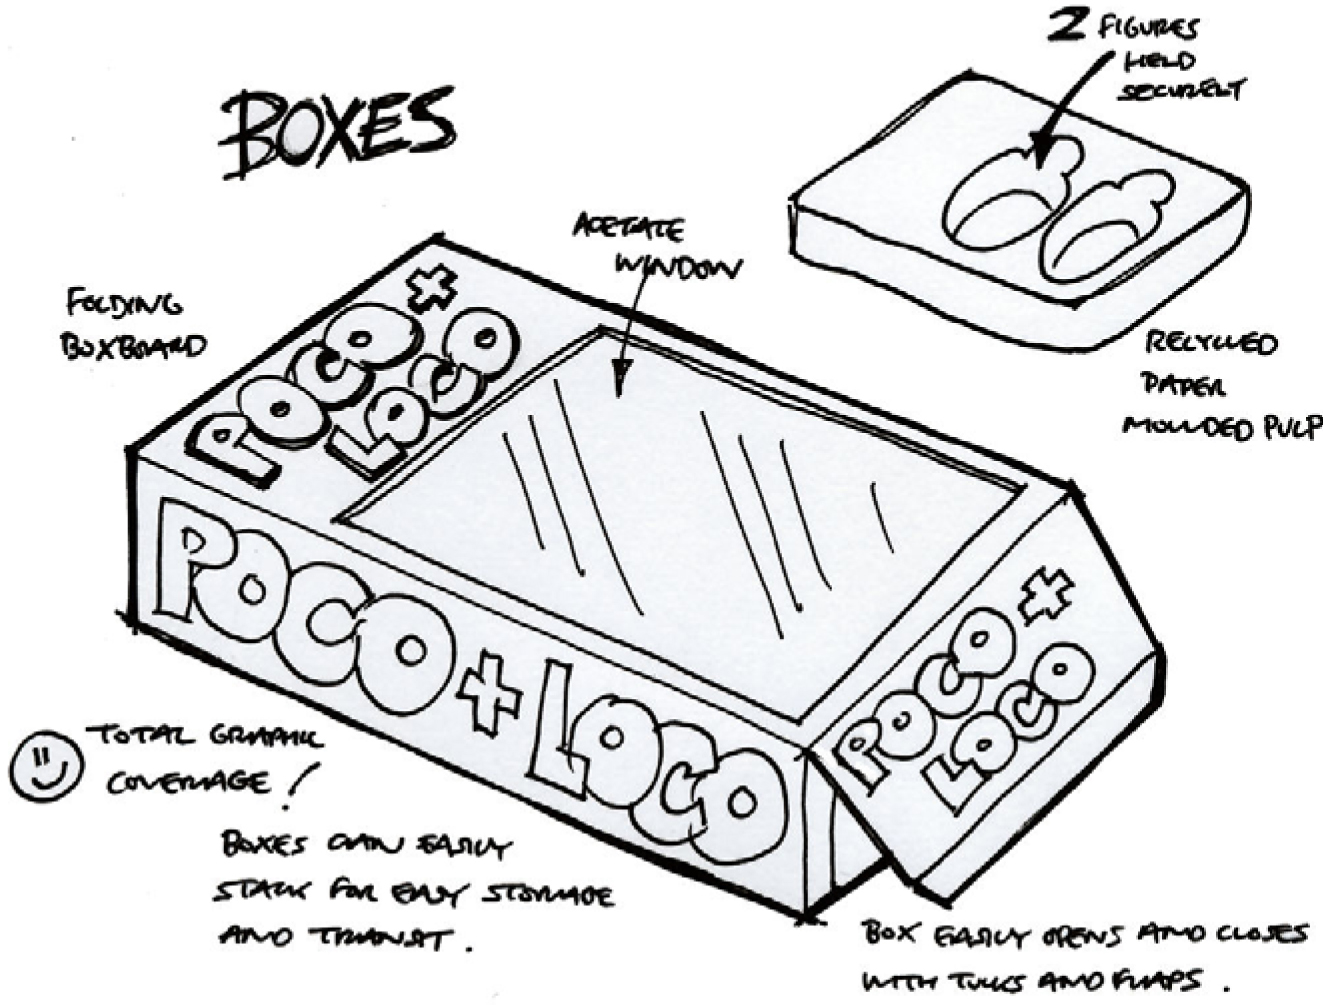 2 FIGURES
HELD
SECURELY
BOXES
ACETATE
WINDOW
FOLDING
BOXBOARD
RECYCLED
PAPER
MOULDED PULP
POCO +
LOCO
POCO + LOCO
POCO +
LOCO
TOTAL GRAPHIC
COVERAGE !
BOXES CAN EASILY
STACK FOR EASY STORAGE
AND TRANSIT.
BOX EASILY OPENS AND CLOSES
WITH TUCKS AND FLAPS.